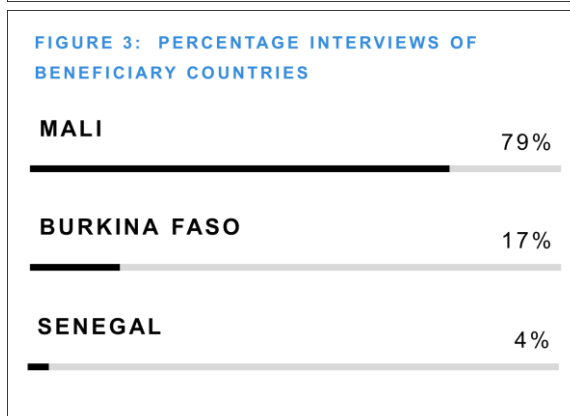 FIGURE 3: PERCENTAGE INTERVIEWS OF
BENEFICIARY COUNTRIES
MALI
79%
BURKINA FASO
17%
SENEGAL
4%